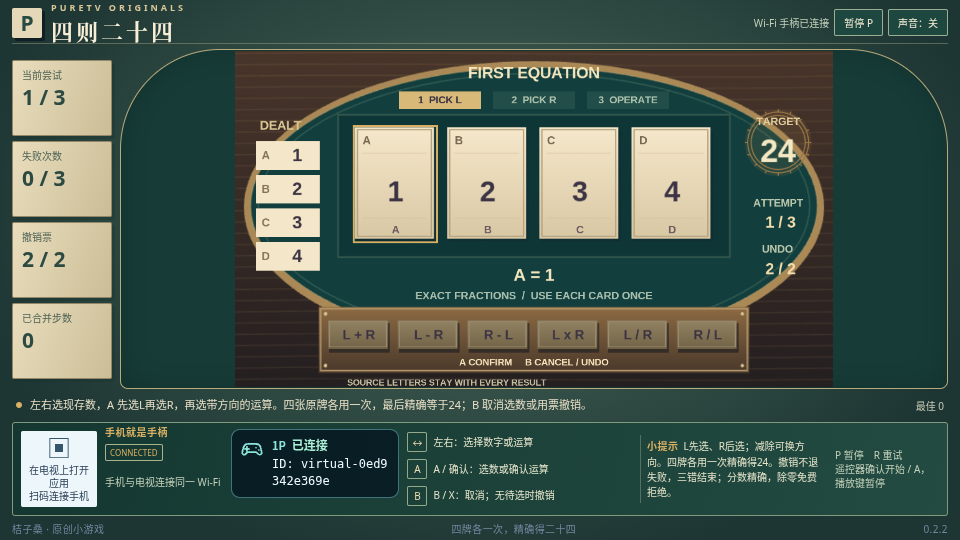 P
PURETV ORIGINALS
四则二十四
Wi-Fi 手柄已连接
暂停 P
声音：关
当前尝试
1 / 3
失败次数
0 / 3
撤销票
2 / 2
已合并步数
0
FIRST EQUATION
1 PICK L
2 PICK R
3 OPERATE
DEALT
A 1
B 2
C 3
D 4
A
1
A
B
2
B
C
3
C
D
4
D
TARGET
24
ATTEMPT
1 / 3
UNDO
2 / 2
A = 1
EXACT FRACTIONS / USE EACH CARD ONCE
L + R
L - R
R - L
L x R
L / R
R / L
A CONFIRM B CANCEL / UNDO
SOURCE LETTERS STAY WITH EVERY RESULT
左右选现存数，A 先选L再选R，再选带方向的运算。四张原牌各用一次，最后精确等于24；B 取消选数或用票撤销。
最佳 0
在电视上打开
应用
扫码连接手机
手机就是手柄
CONNECTED
手机与电视连接同一 Wi-Fi
1P 已连接
ID: virtual-0ed9
342e369e
↔ 左右：选择数字或运算
A A / 确认：选数或确认运算
B B / X：取消；无待选时撤销
小提示 L先选、R后选；减除可换方
向。四牌各用一次精确得24。撤销不退
失败，三错结束；分数精确，除零免费
拒绝。
P 暂停 R 重试
遥控器确认开始 / A，
播放键暂停
桔子桑 · 原创小游戏
四牌各一次，精确得二十四
0.2.2